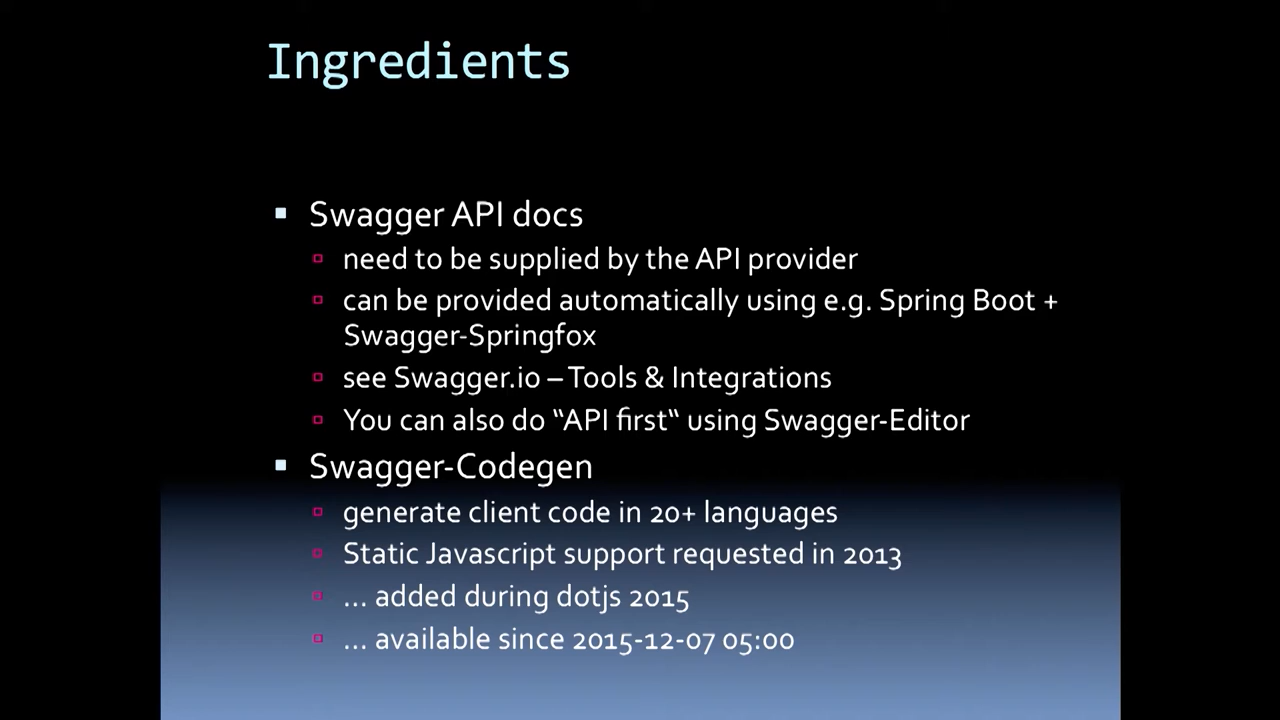 Ingredients
Swagger API docs
need to be supplied by the API provider
can be provided automatically using e.g. Spring Boot +
Swagger-Springfox
see Swagger.io – Tools & Integrations
You can also do “API first“ using Swagger-Editor
Swagger-Codegen
generate client code in 20+ languages
Static Javascript support requested in 2013
... added during dotjs 2015
... available since 2015-12-07 05:00